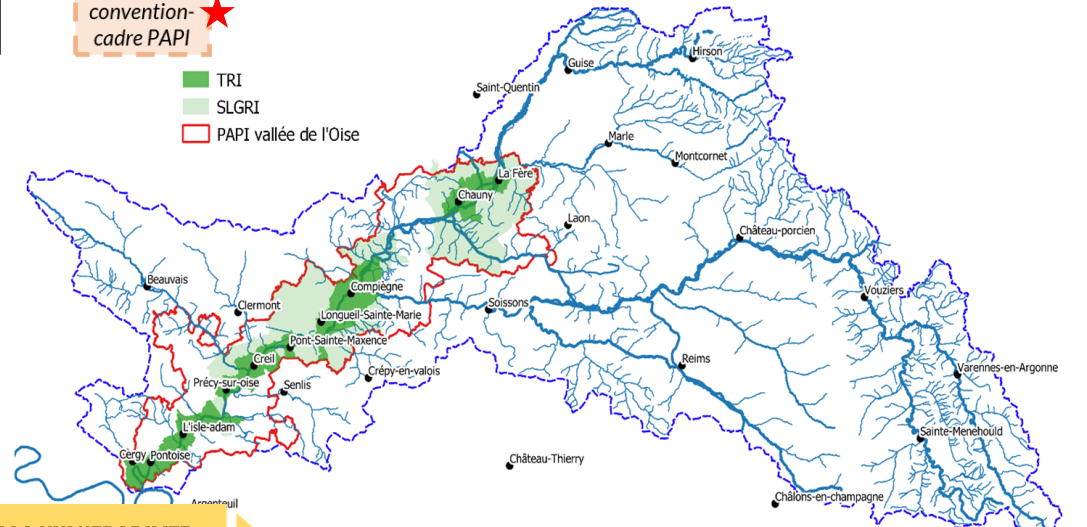 convention-
cadre PAPI
TRI
SLGRI
PAPI vallée de l'Oise
Hirson
Guise
Saint-Quentin
Marle
Montcornet
La Fère
Chauny
Laon
Château-porcien
Beauvais
Compiègne
Vouziers
Clermont
Soissons
Longueil-Sainte-Marie
Pont-Sainte-Maxence
Creil
Reims
Crépy-en-valois
Varennes-en-Argonne
Précy-sur-oise
Senlis
L'isle-adam
Sainte-Menehould
Cergy
Pontoise
Château-Thierry
Châlons-en-champagne
Argenteuil